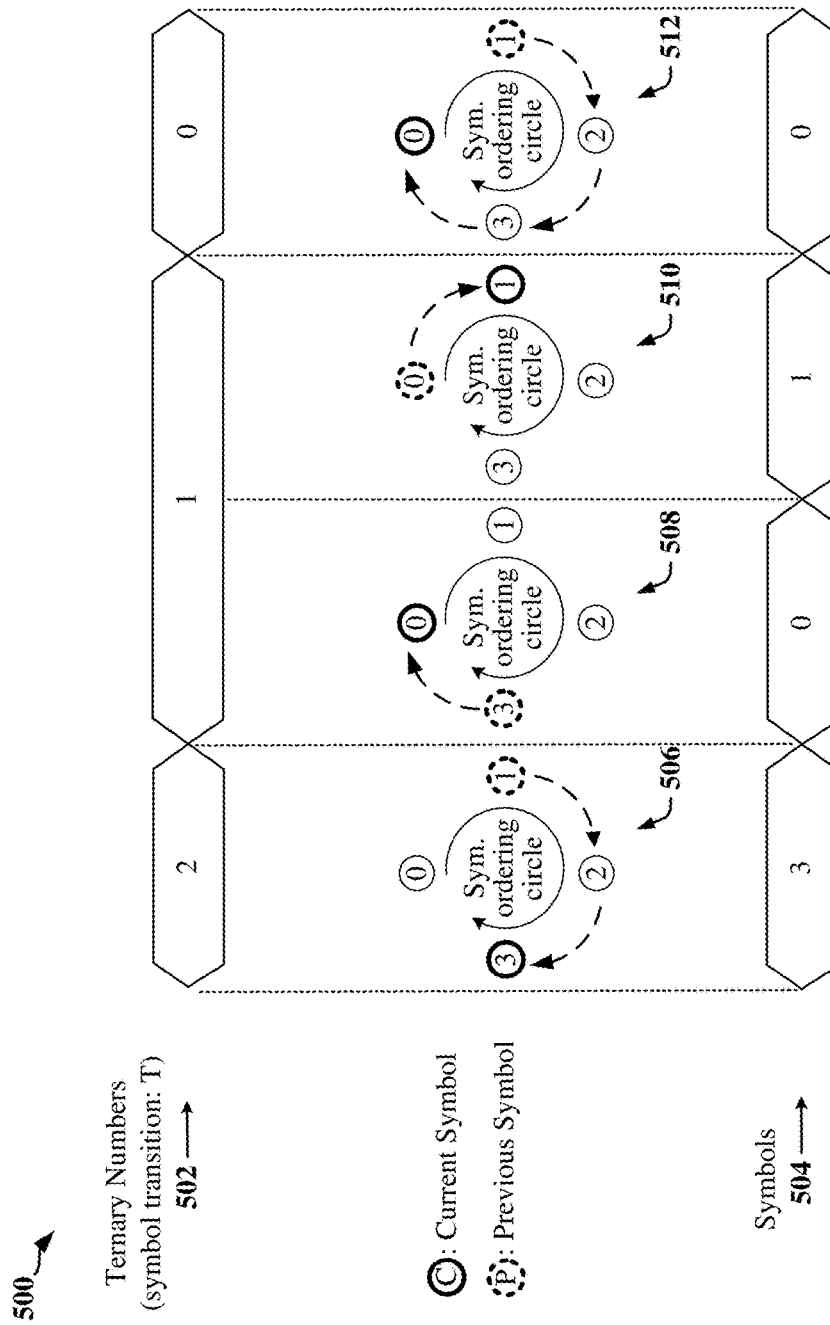 500
Ternary Numbers
(symbol transition: T)
502
2
1
0
C : Current Symbol
P : Previous Symbol
0
1
2
3
Sym.
ordering
circle
506
0
1
2
3
Sym.
ordering
circle
508
0
1
2
3
Sym.
ordering
circle
510
0
1
2
3
Sym.
ordering
circle
512
Symbols
504
3
0
1
0